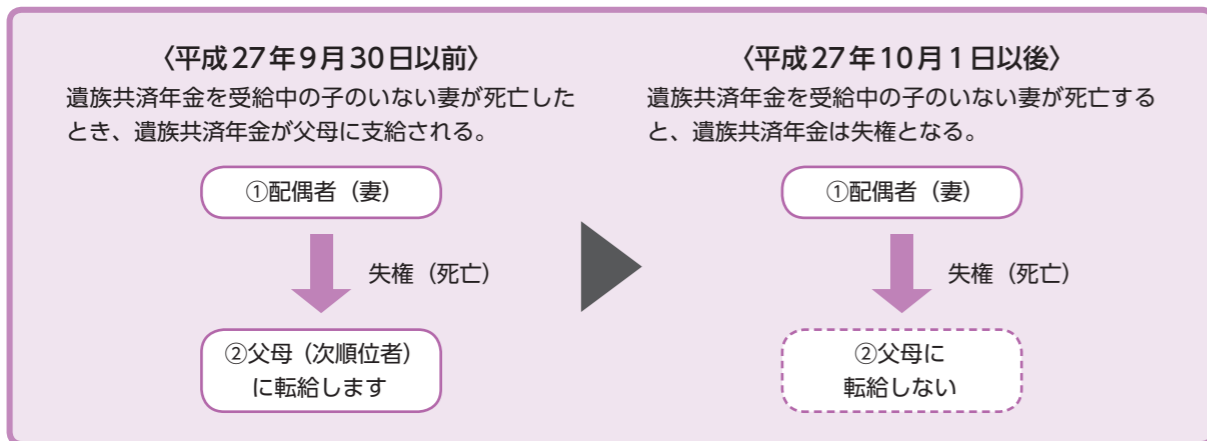 〈平成27年9月30日以前〉
遺族共済年金を受給中の子のいない妻が死亡した
とき、遺族共済年金が父母に支給される。
①配偶者（妻）
失権（死亡）
②父母（次順位者）
に転給します
〈平成27年10月1日以後〉
遺族共済年金を受給中の子のいない妻が死亡する
と、遺族共済年金は失権となる。
①配偶者（妻）
失権（死亡）
②父母に
転給しない